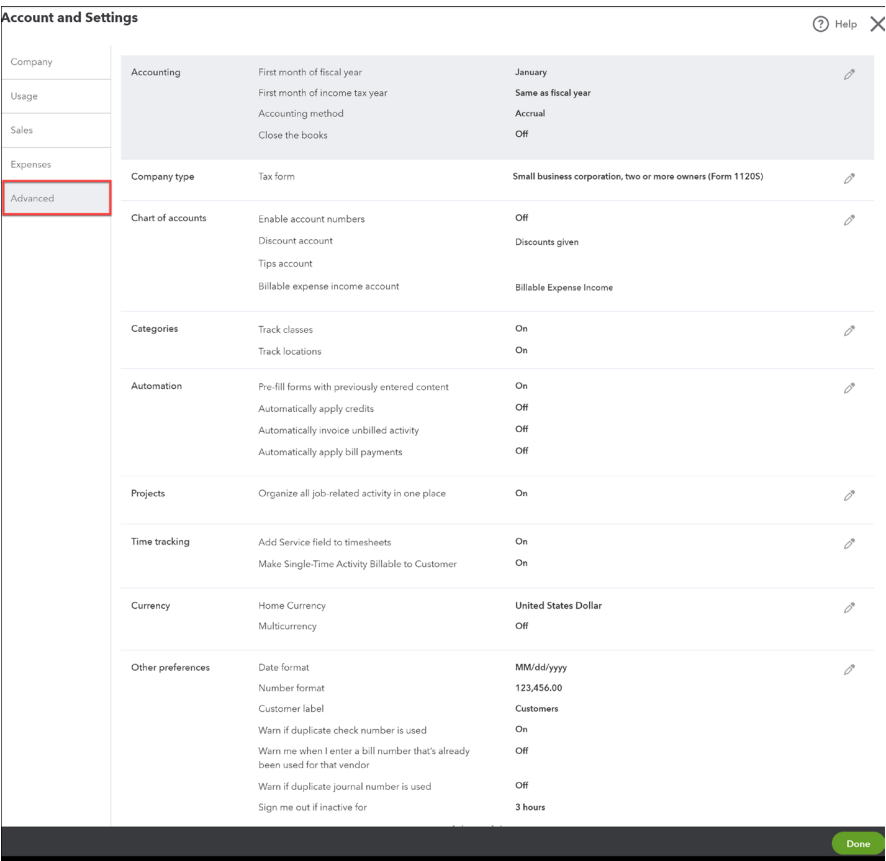 Account and Settings
Help
Company
Usage
Sales
Expenses
Advanced
Accounting First month of fiscal year January
First month of income tax year Same as fiscal year
Accounting method Accrual
Close the books Off
Company type Tax form Small business corporation, two or more owners (Form 1120S)
Chart of accounts Enable account numbers Off
Discount account Discounts given
Tips account
Billable expense income account Billable Expense Income
Categories Track classes On
Track locations On
Automation Pre-fill forms with previously entered content On
Automatically apply credits Off
Automatically invoice unbilled activity Off
Automatically apply bill payments Off
Projects Organize all job-related activity in one place On
Time tracking Add Service field to timesheets On
Make Single-Time Activity Billable to Customer On
Currency Home Currency United States Dollar
Multicurrency Off
Other preferences Date format MM/dd/yyyy
Number format 123,456.00
Customer label Customers
Warn if duplicate check number is used On
Warn me when I enter a bill number that's already Off
been used for that vendor
Warn if duplicate journal number is used Off
Sign me out if inactive for 3 hours
Done